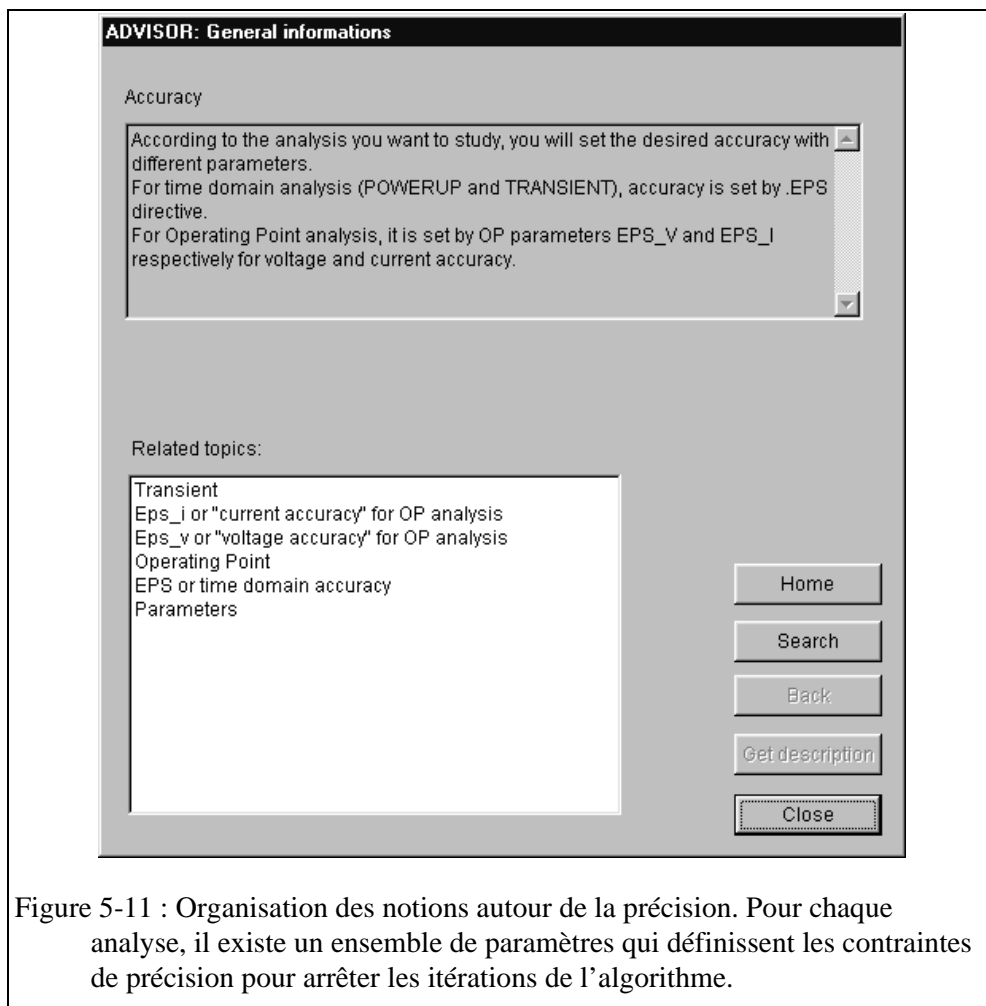 ADVISOR: General informations
Accuracy
According to the analysis you want to study, you will set the desired accuracy with
different parameters.
For time domain analysis (POWERUP and TRANSIENT), accuracy is set by .EPS
directive.
For Operating Point analysis, it is set by OP parameters EPS_V and EPS_I
respectively for voltage and current accuracy.
Related topics:
Transient
Eps_i or "current accuracy" for OP analysis
Eps_v or "voltage accuracy" for OP analysis
Operating Point
EPS or time domain accuracy
Parameters
Home
Search
Back
Get description
Close
Figure 5-11 : Organisation des notions autour de la précision. Pour chaque
analyse, il existe un ensemble de paramètres qui définissent les contraintes
de précision pour arrêter les itérations de l’algorithme.